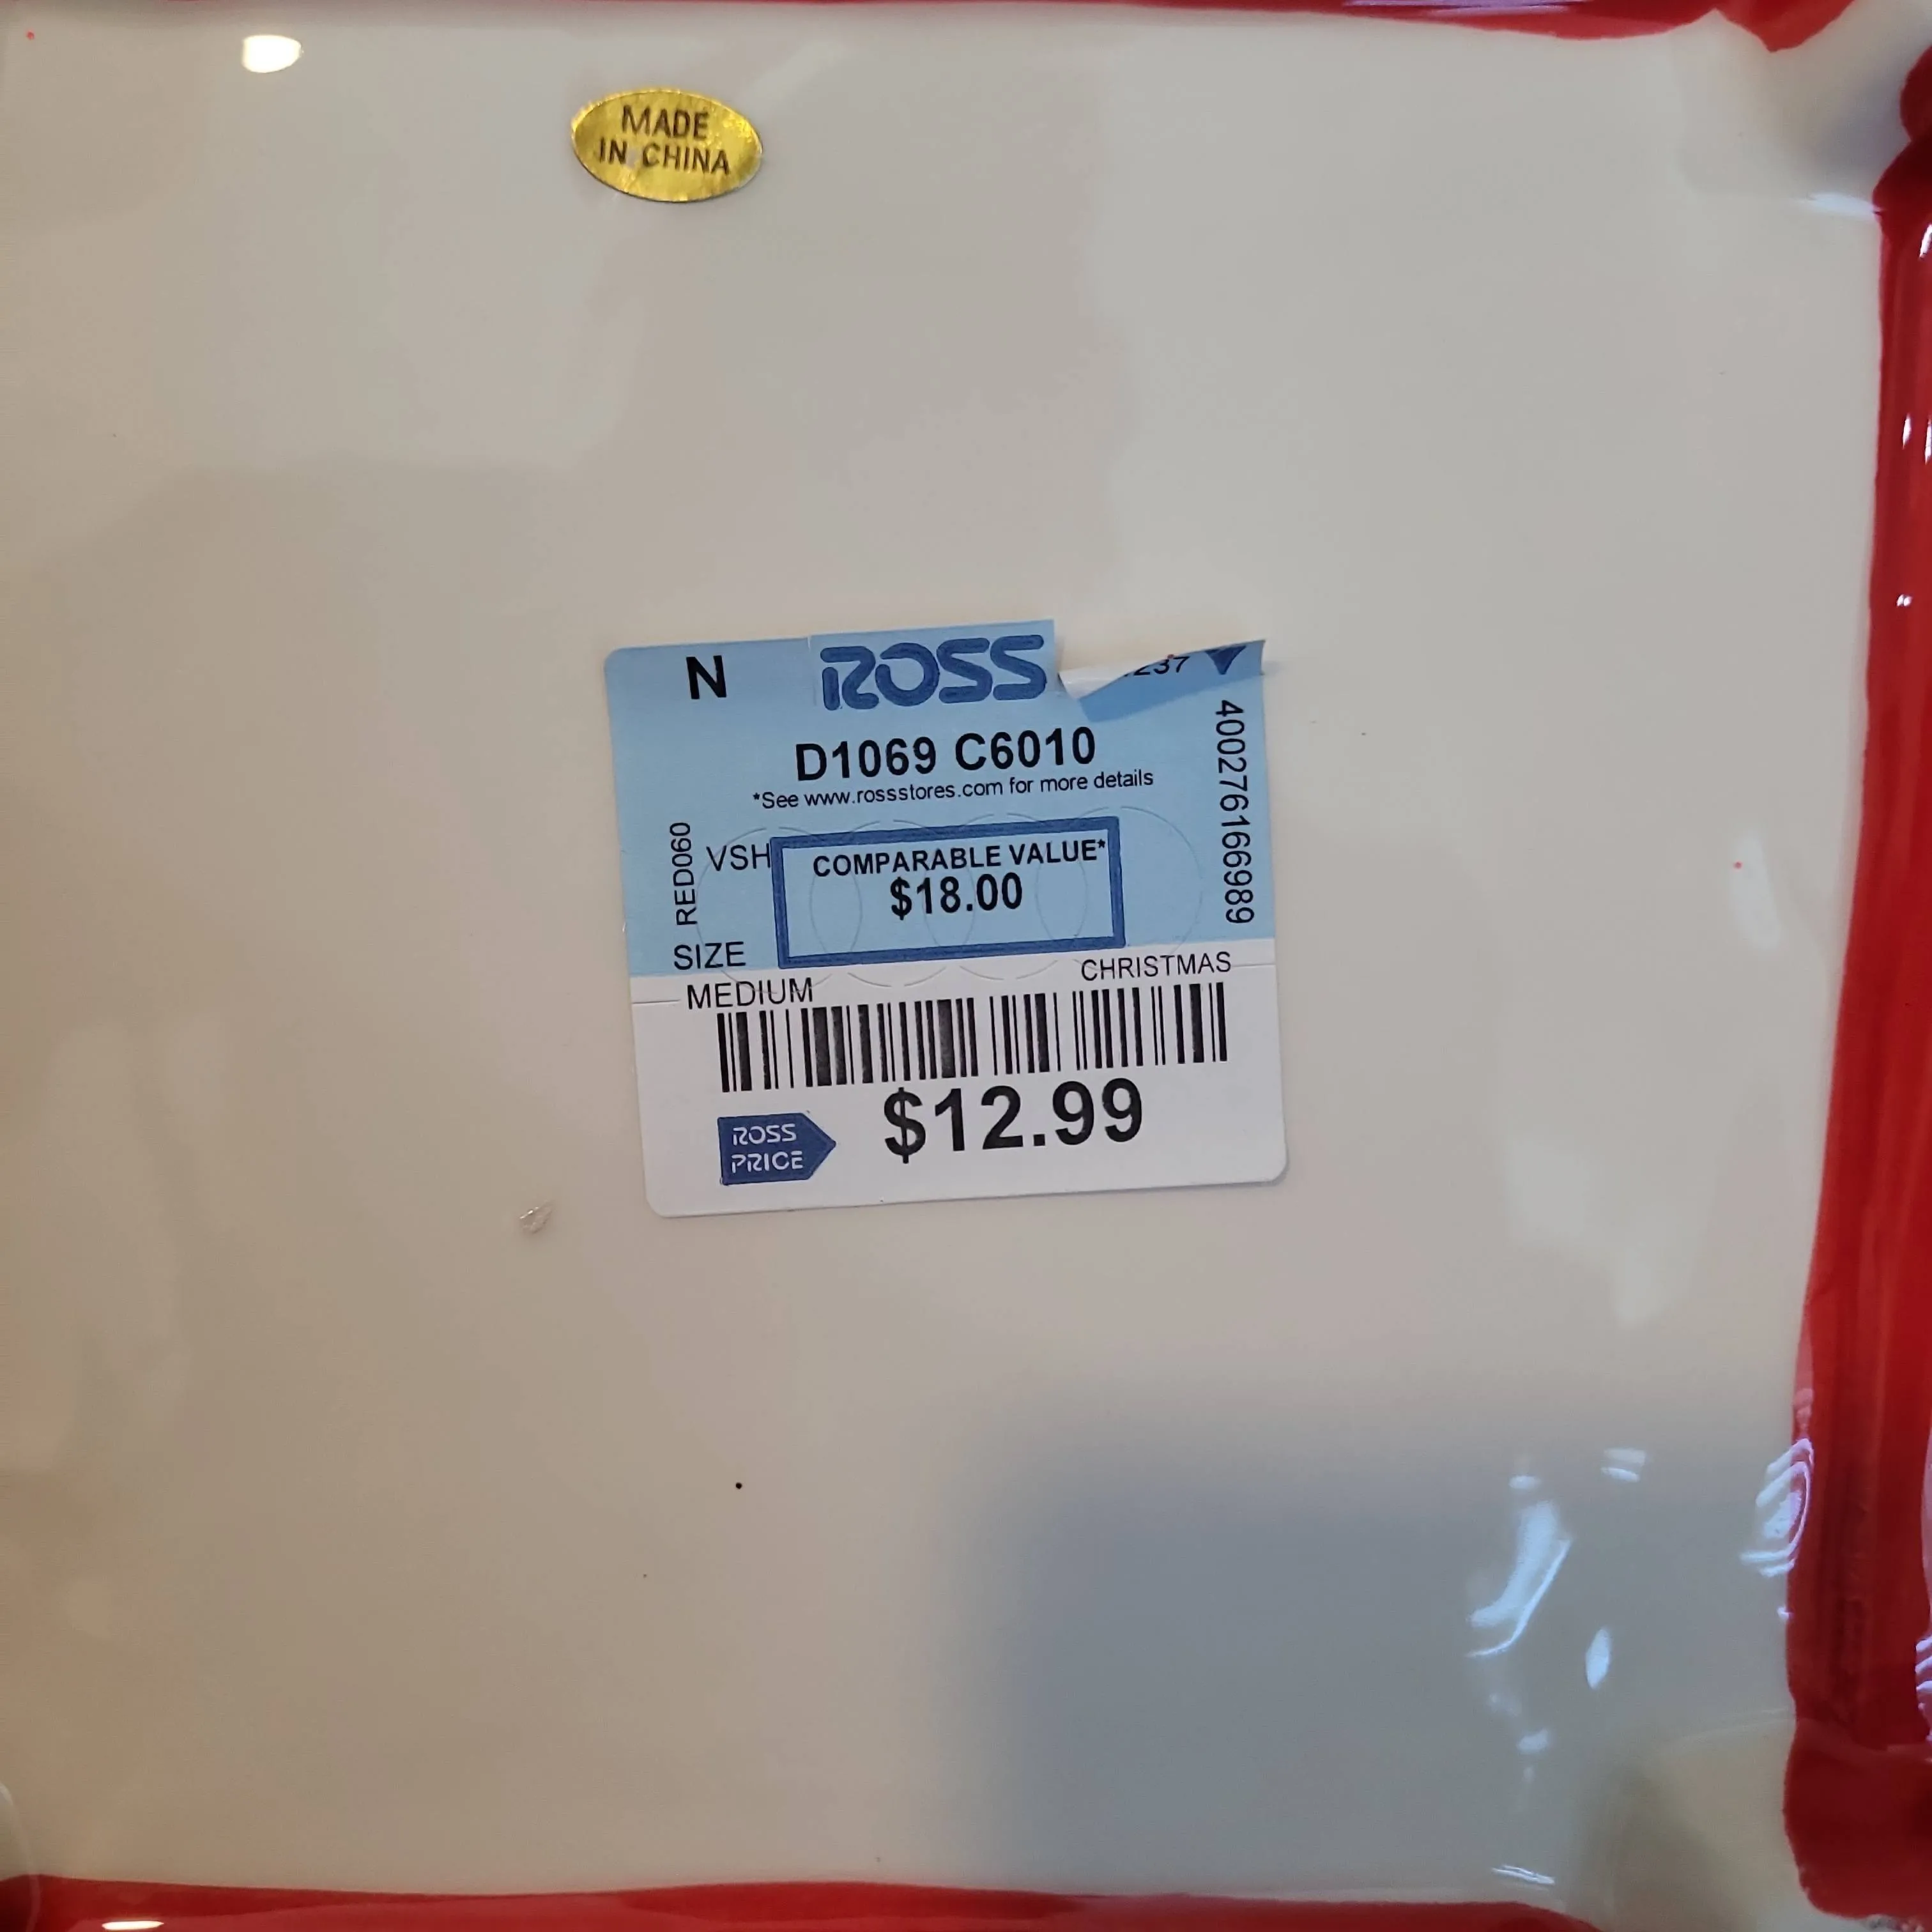 MADE
IN CHINA
N
ROSS
D1069 C6010
*See www.rossstores.com for more details
400276166989
RED060
VSH
COMPARABLE VALUE*
$18.00
SIZE
MEDIUM
CHRISTMAS
ROSS
PRICE
$12.99